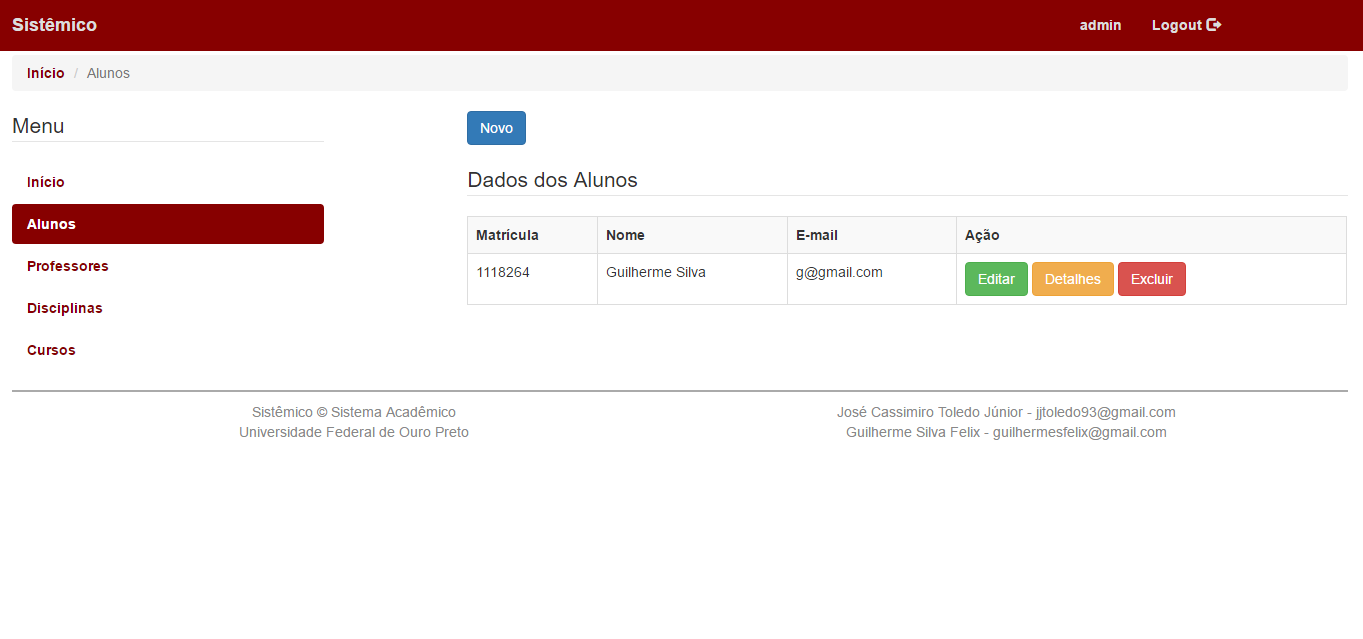 Sistêmico admin Logout
Início / Alunos
Menu
Início
Alunos
Professores
Disciplinas
Cursos
Novo
Dados dos Alunos
Matrícula Nome E-mail Ação
1118264 Guilherme Silva g@gmail.com Editar Detalhes Excluir
Sistêmico © Sistema Acadêmico
Universidade Federal de Ouro Preto
José Cassimiro Toledo Júnior - jjtoledo93@gmail.com
Guilherme Silva Felix - guilhermesfelix@gmail.com